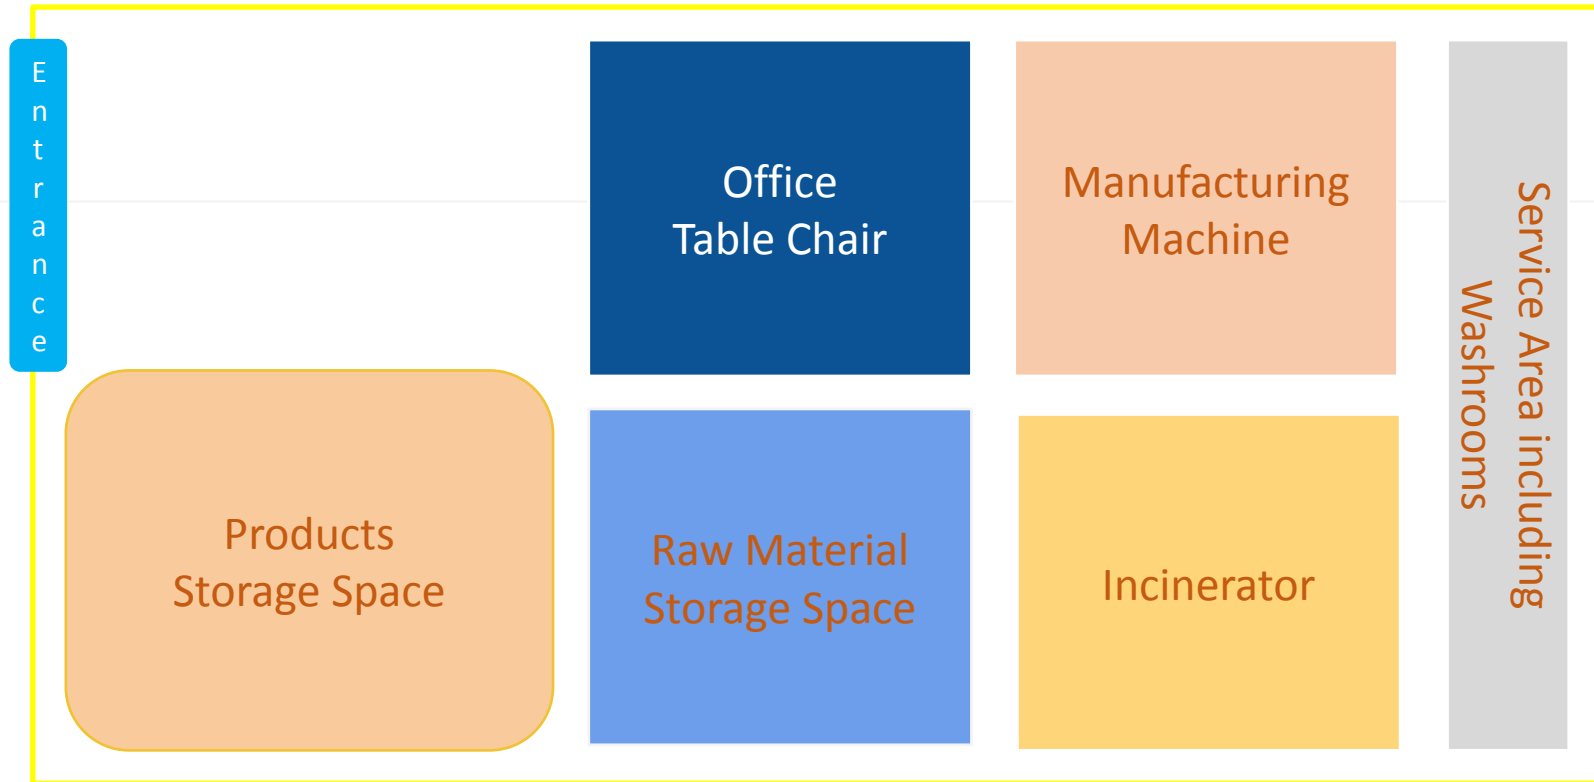 Entrance
Office
Table Chair
Manufacturing
Machine
Service Area including
Washrooms
Products
Storage Space
Raw Material
Storage Space
Incinerator